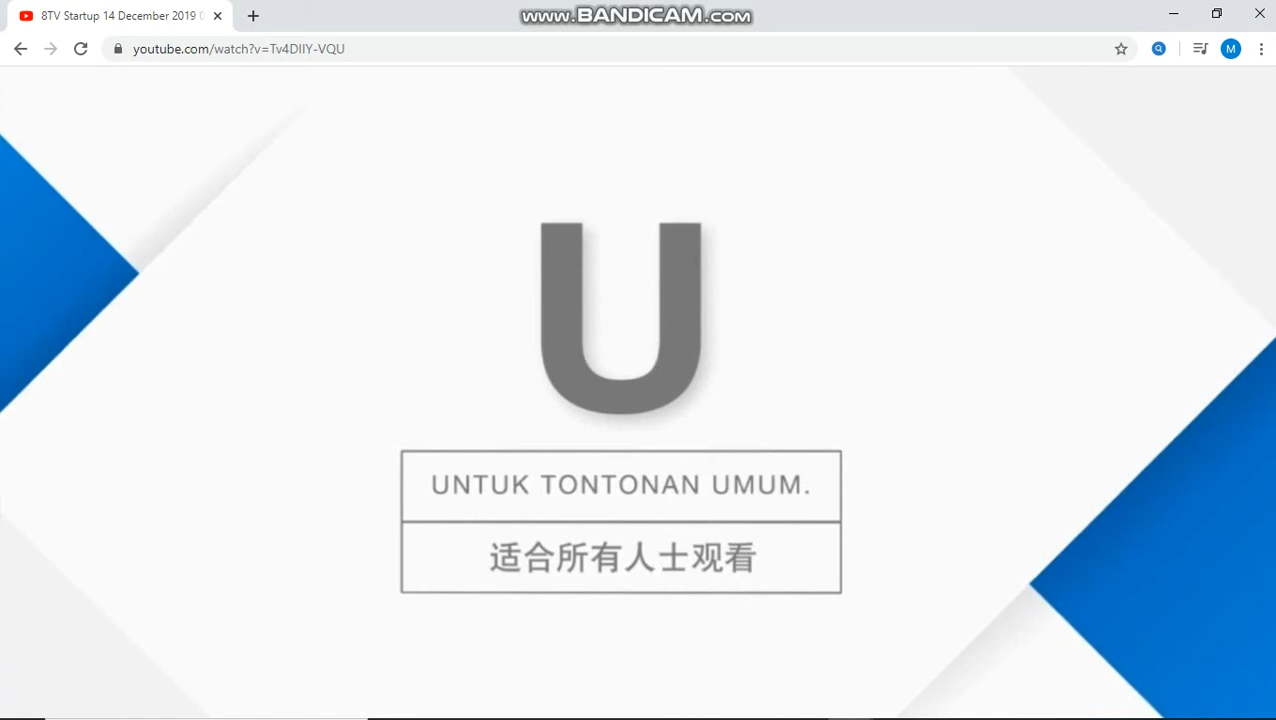 8TV Startup 14 December 2019
www.BANDICAM.com
youtube.com/watch?v=Tv4DIIY-VQU
M
U
UNTUK TONTONAN UMUM.
适合所有人士观看